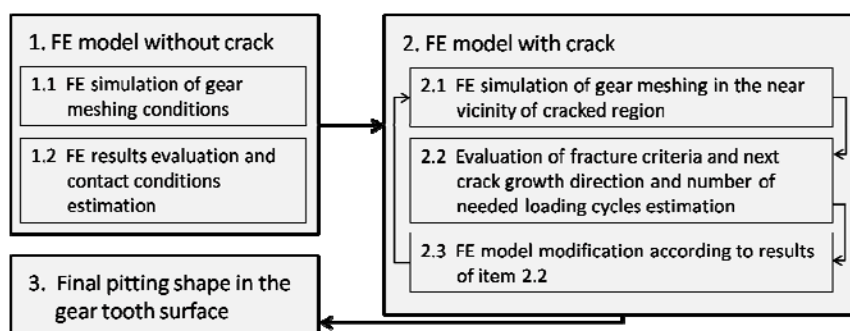 1. FE model without crack
1.1 FE simulation of gear
meshing conditions
1.2 FE results evaluation and
contact conditions
estimation
2. FE model with crack
2.1 FE simulation of gear meshing in the near
vicinity of cracked region
2.2 Evaluation of fracture criteria and next
crack growth direction and number of
needed loading cycles estimation
2.3 FE model modification according to results
of item 2.2
3. Final pitting shape in the
gear tooth surface